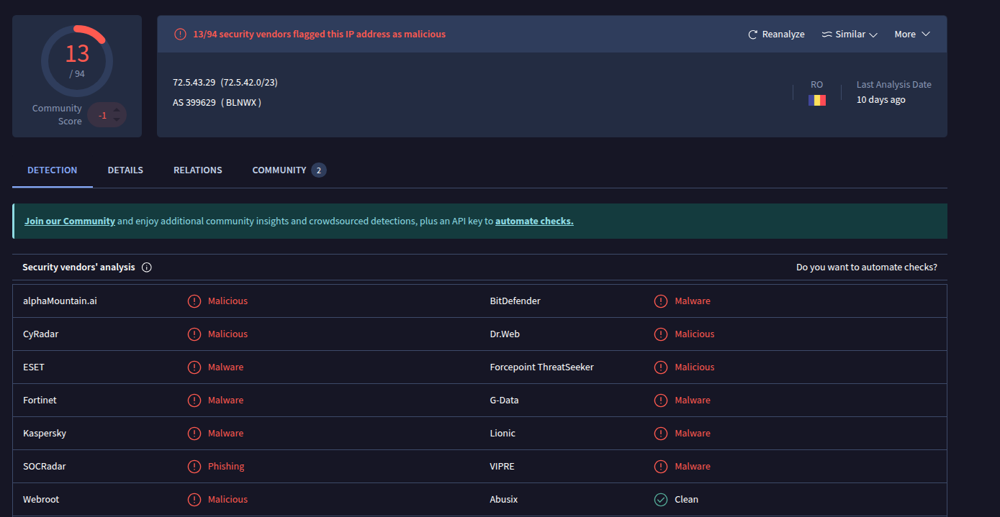 13
/ 94
Community
Score
-1
13/94 security vendors flagged this IP address as malicious
Reanalyze
Similar
More
72.5.43.29 (72.5.42.0/23)
AS 399629 ( BLNWX )
RO
Last Analysis Date
10 days ago
DETECTION
DETAILS
RELATIONS
COMMUNITY
2
Join our Community and enjoy additional community insights and crowdsourced detections, plus an API key to automate checks.
Security vendors' analysis
Do you want to automate checks?
alphaMountain.ai
Malicious
BitDefender
Malware
CyRadar
Malicious
Dr.Web
Malicious
ESET
Malware
Forcepoint ThreatSeeker
Malicious
Fortinet
Malware
G-Data
Malware
Kaspersky
Malware
Lionic
Malware
SOCRadar
Phishing
VIPRE
Malware
Webroot
Malicious
Abusix
Clean